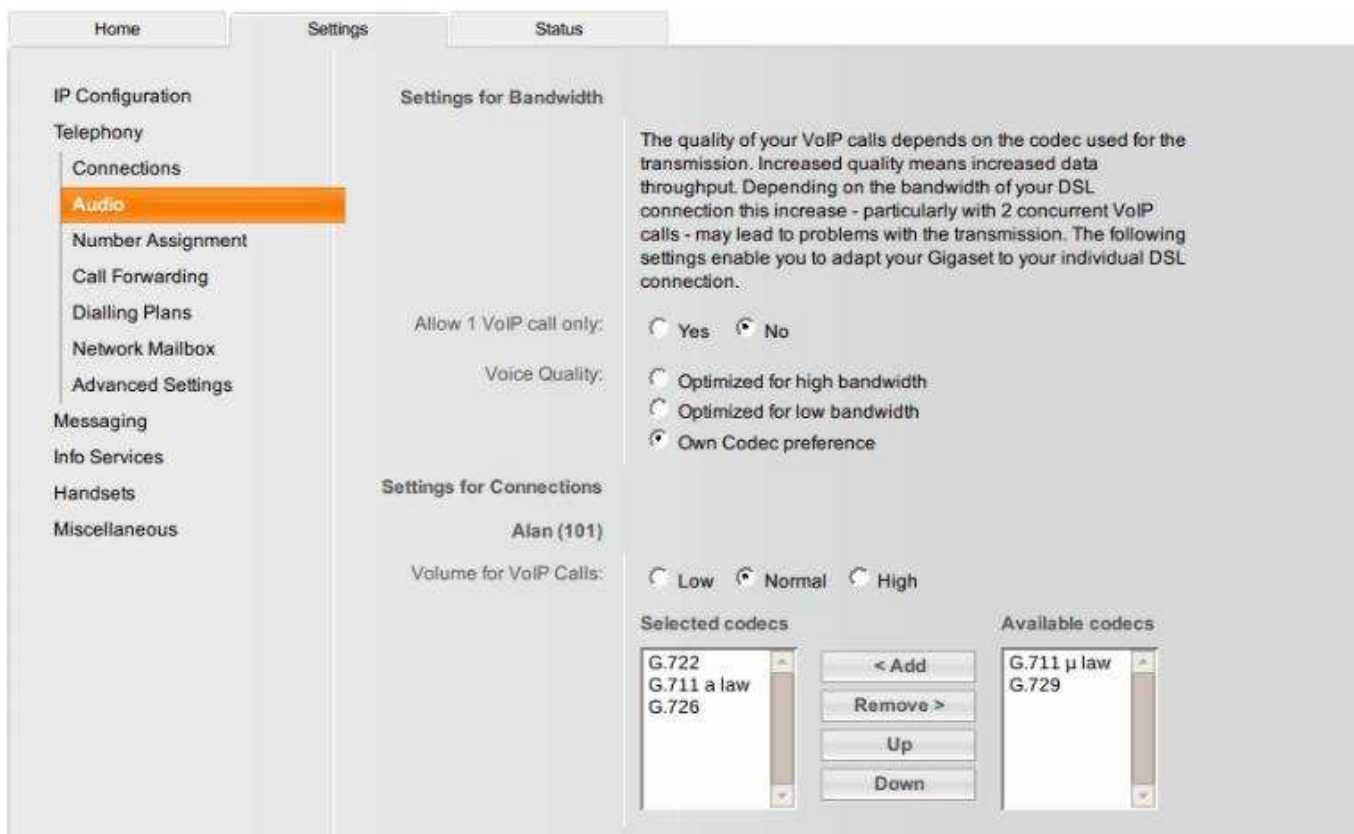 Home Settings Status
IP Configuration
Telephony
Connections
Audio
Number Assignment
Call Forwarding
Dialling Plans
Network Mailbox
Advanced Settings
Messaging
Info Services
Handsets
Miscellaneous
Settings for Bandwidth
The quality of your VoIP calls depends on the codec used for the
transmission. Increased quality means increased data
throughput. Depending on the bandwidth of your DSL
connection this increase - particularly with 2 concurrent VoIP
calls - may lead to problems with the transmission. The following
settings enable you to adapt your Gigaset to your individual DSL
connection.
Allow 1 VoIP call only: Yes No
Voice Quality: Optimized for high bandwidth
Optimized for low bandwidth
Own Codec preference
Settings for Connections
Alan (101)
Volume for VoIP Calls: Low Normal High
Selected codecs
G.722
G.711 a law
G.726
< Add
Remove >
Up
Down
Available codecs
G.711 µ law
G.729